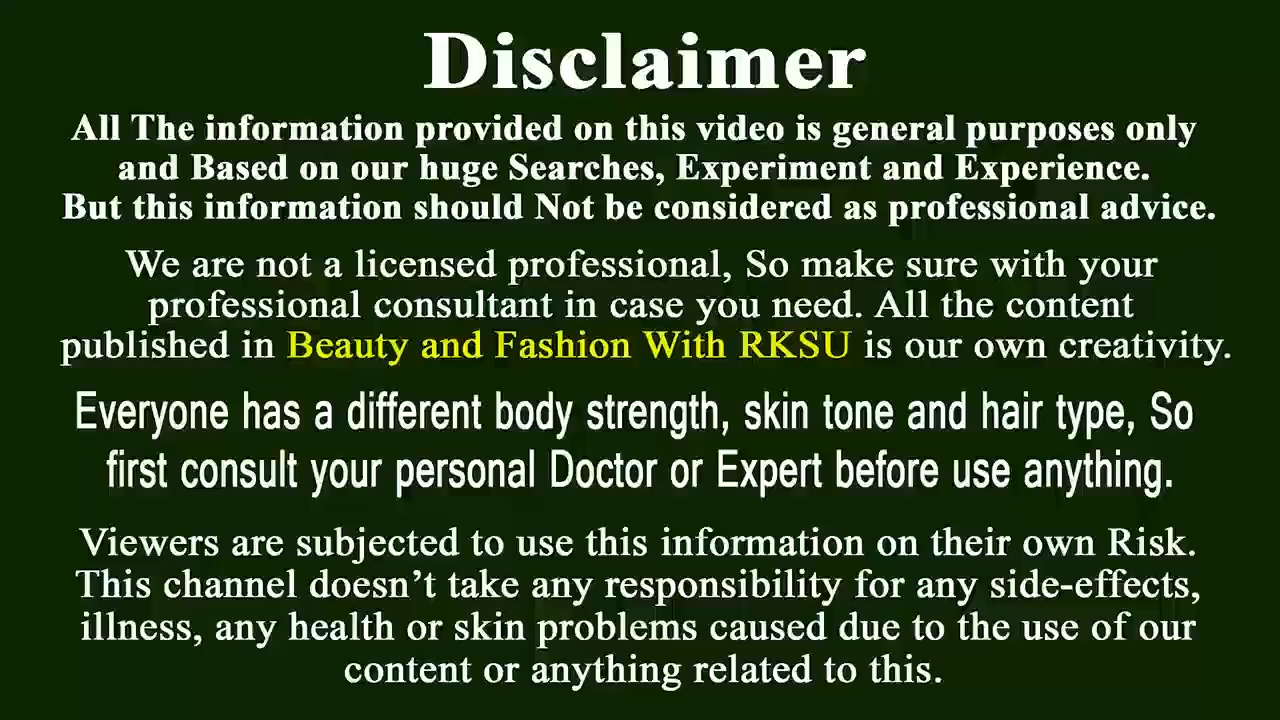 Disclaimer
All The information provided on this video is general purposes only
and Based on our huge Searches, Experiment and Experience.
But this information should Not be considered as professional advice.
We are not a licensed professional, So make sure with your
professional consultant in case you need. All the content
published in Beauty and Fashion With RKSU is our own creativity.
Everyone has a different body strength, skin tone and hair type, So
first consult your personal Doctor or Expert before use anything.
Viewers are subjected to use this information on their own Risk.
This channel doesn’t take any responsibility for any side-effects,
illness, any health or skin problems caused due to the use of our
content or anything related to this.